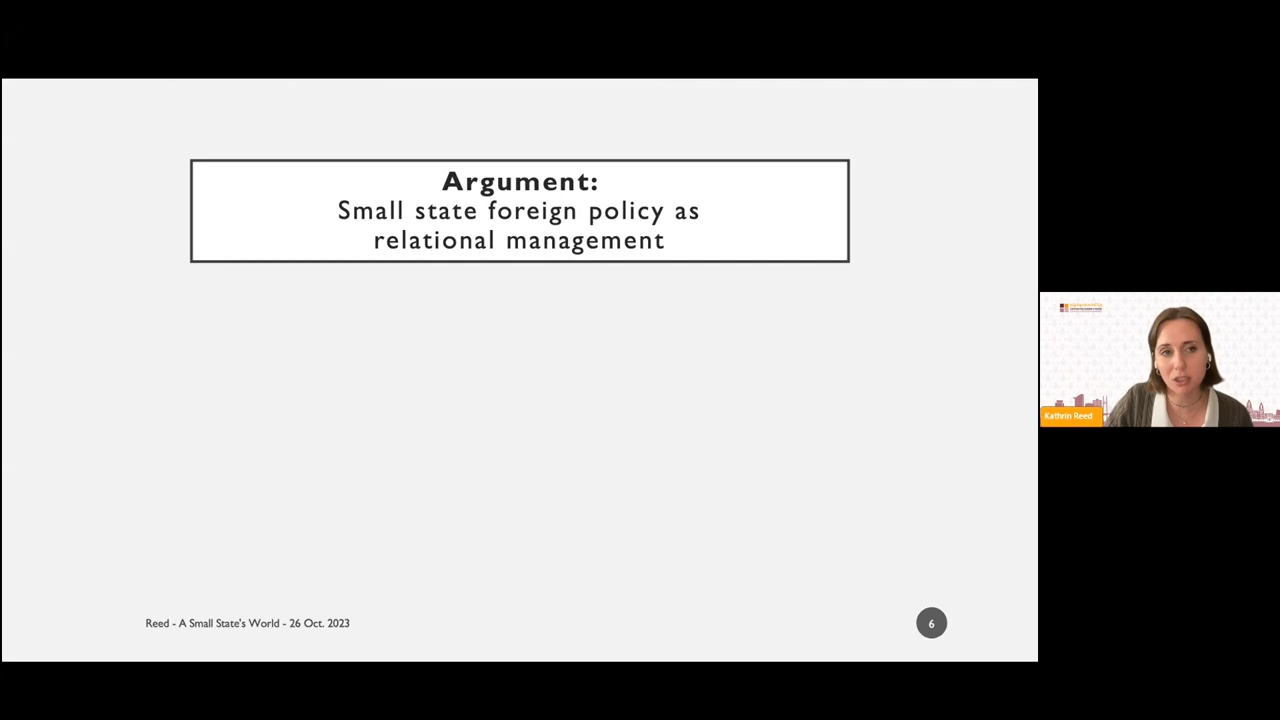 Argument:
Small state foreign policy as
relational management
Reed - A Small State's World - 26 Oct. 2023
6
Kathrin Reed